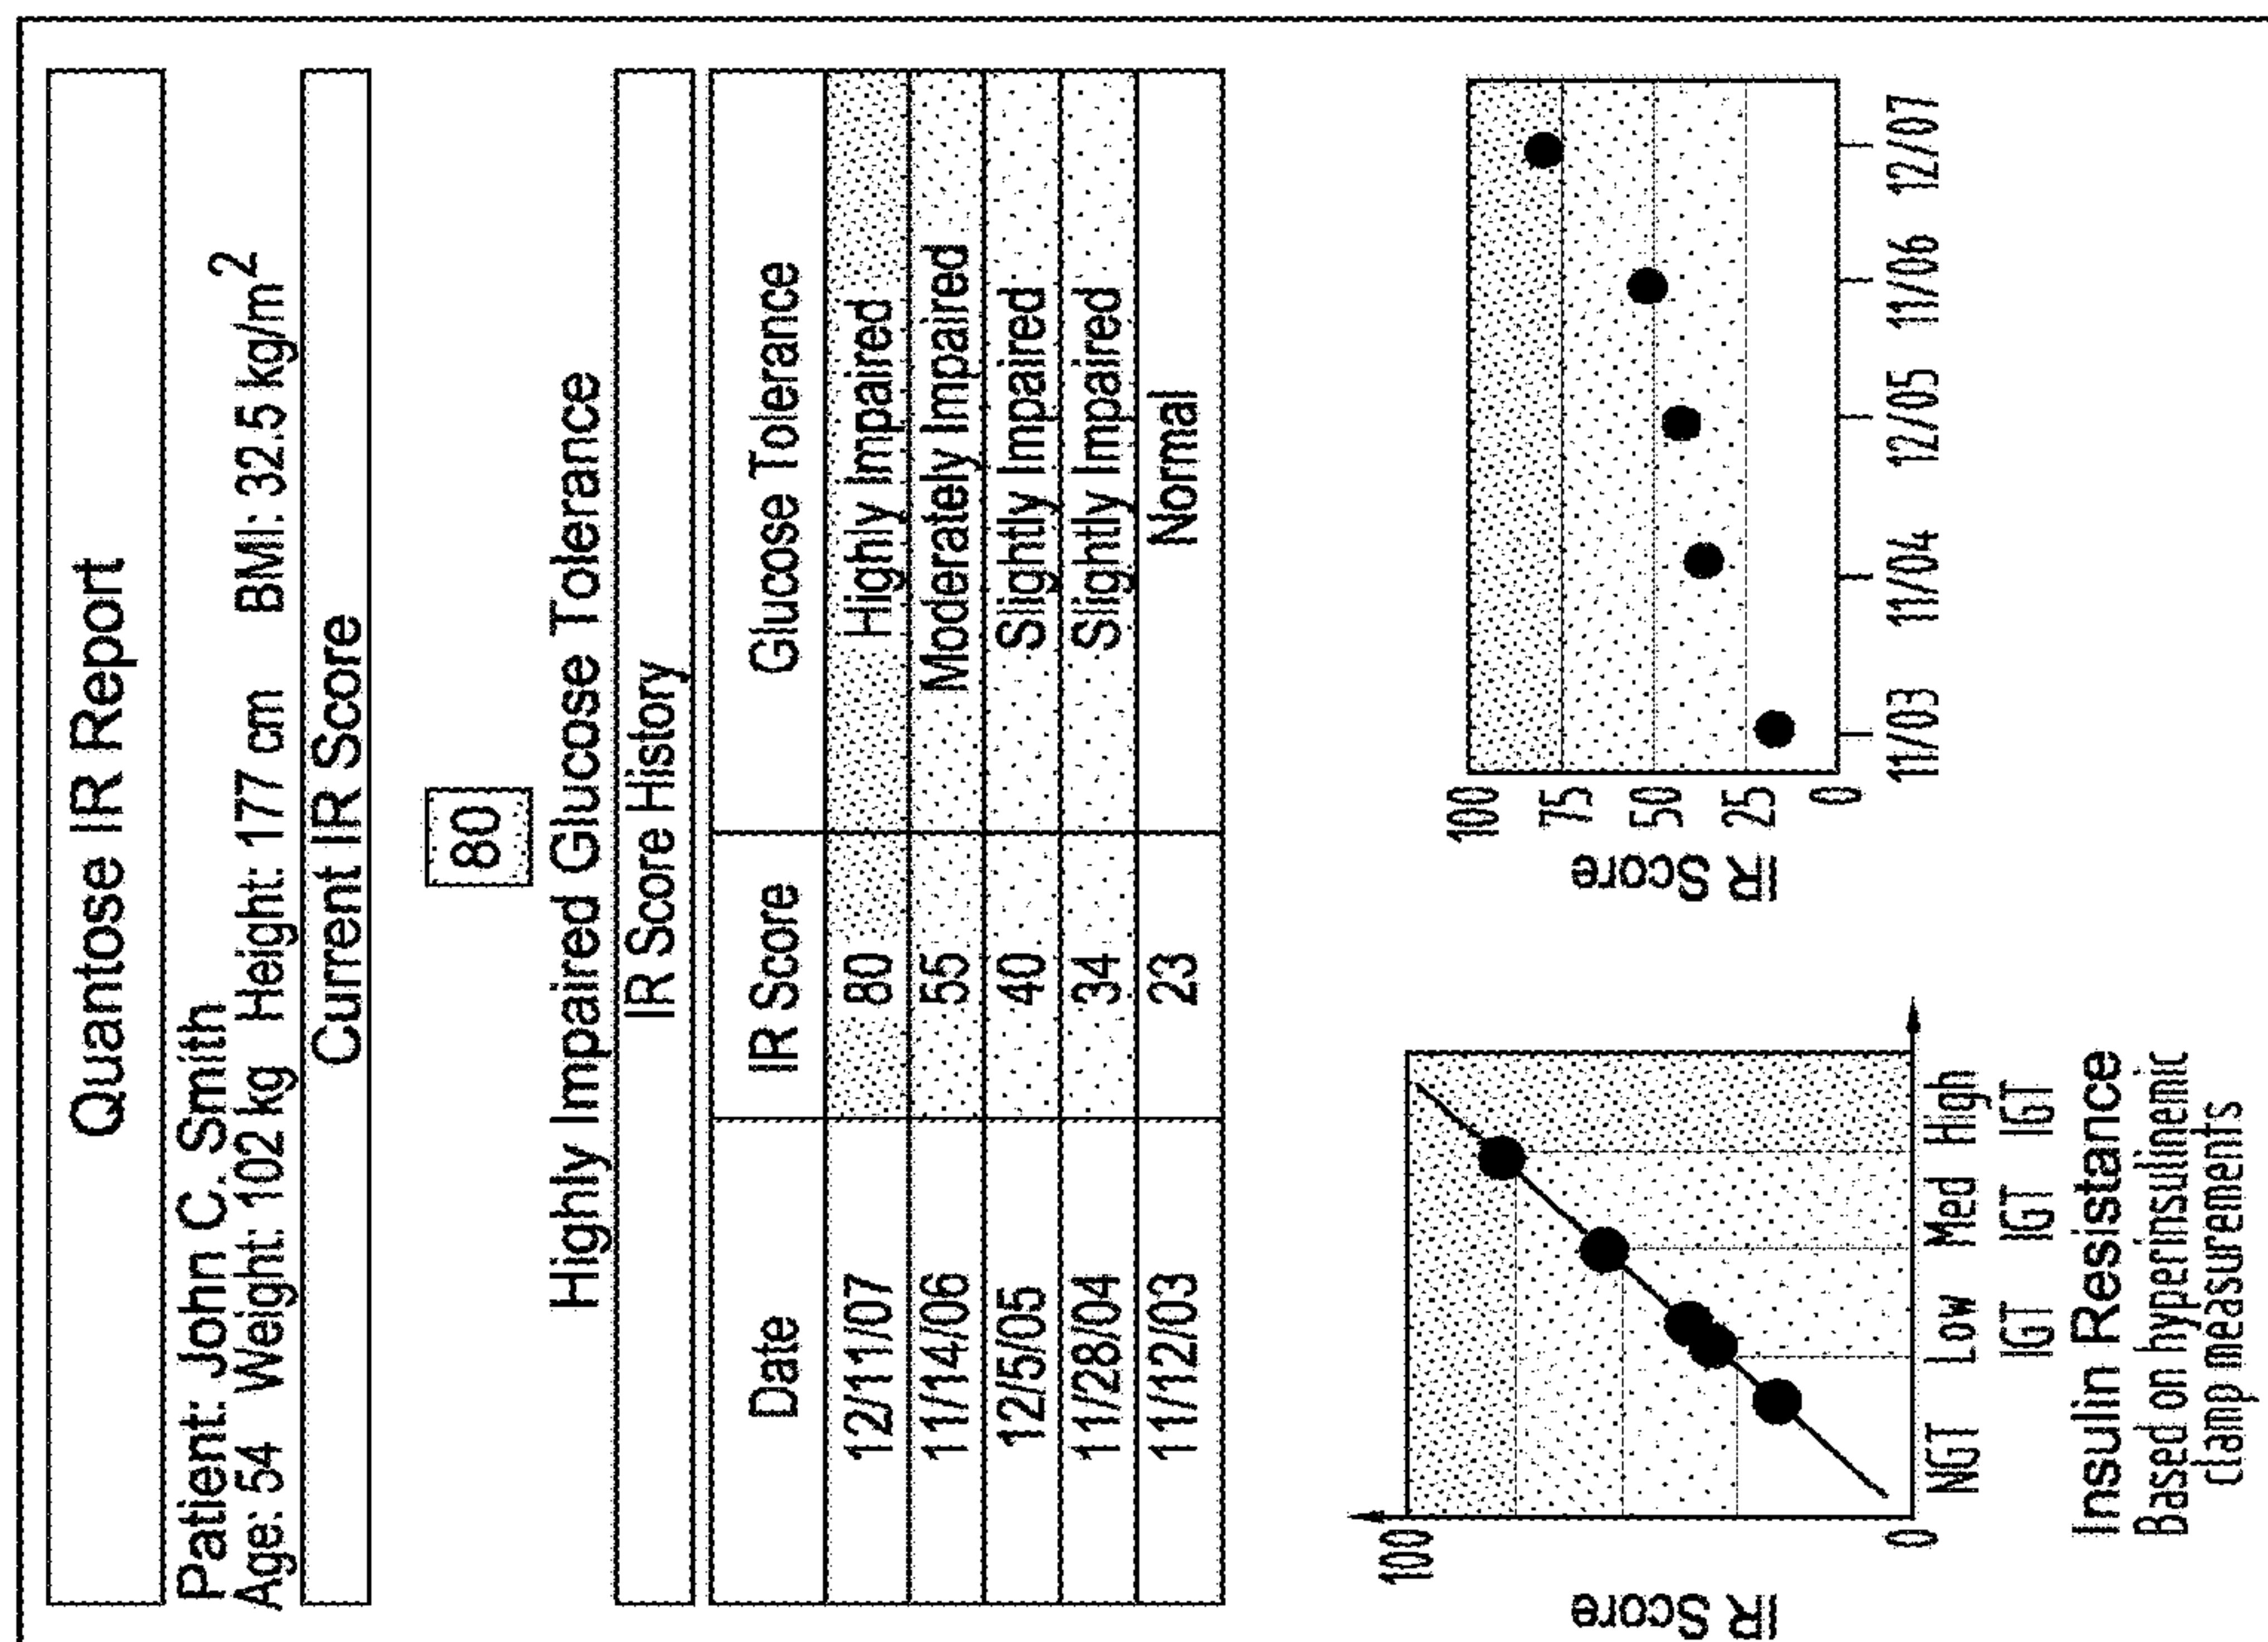 Quantose IR Report
Patient: John C. Smith
Age: 54 Weight: 102 kg Height: 177 cm BMI: 32.5 kg/m²
Current IR Score
80
Highly Impaired Glucose Tolerance
IR Score History
Date IR Score Glucose Tolerance
12/11/07 80 Highly Impaired
11/14/06 55 Moderately Impaired
12/5/05 40 Slightly Impaired
11/28/04 34 Slightly Impaired
11/12/03 23 Normal
100
IR Score
0
NGT Low Med High
IGT IGT IGT
Insulin Resistance
Based on hyperinsulinemic
clamp measurements
100
75
50
25
0
IR Score
11/03 11/04 12/05 11/06 12/07